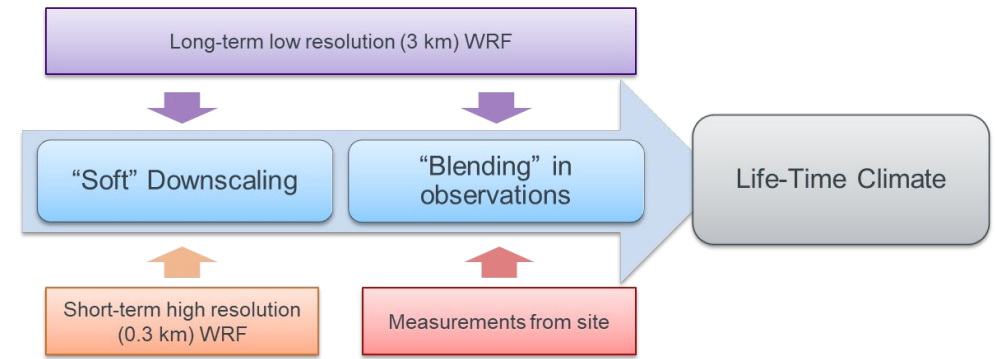 Long-term low resolution (3 km) WRF
“Soft” Downscaling
“Blending” in
observations
Life-Time Climate
Short-term high resolution
(0.3 km) WRF
Measurements from site